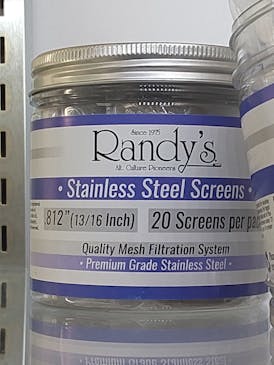 Since 1975
Randy's
Alt. Culture Pioneers
· Stainless Steel Screens ·
.812"(13/16 Inch) 20 Screens per
Quality Mesh Filtration System
· Premium Grade Stainless Steel ·